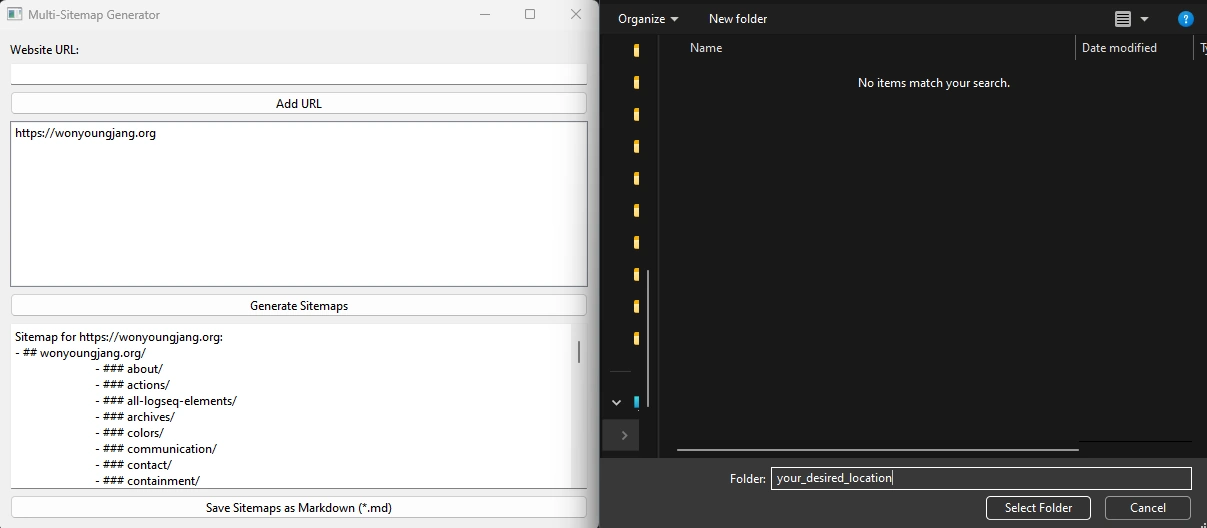 Multi-Sitemap Generator
Website URL:
Add URL
https://wonyoungjang.org
Generate Sitemaps
Sitemap for https://wonyoungjang.org:
- ## wonyoungjang.org/
- ### about/
- ### actions/
- ### all-logseq-elements/
- ### archives/
- ### colors/
- ### communication/
- ### contact/
- ### containment/
Save Sitemaps as Markdown (*.md)
Organize New folder ?
Name Date modified
No items match your search.
Folder: your_desired_location
Select Folder Cancel